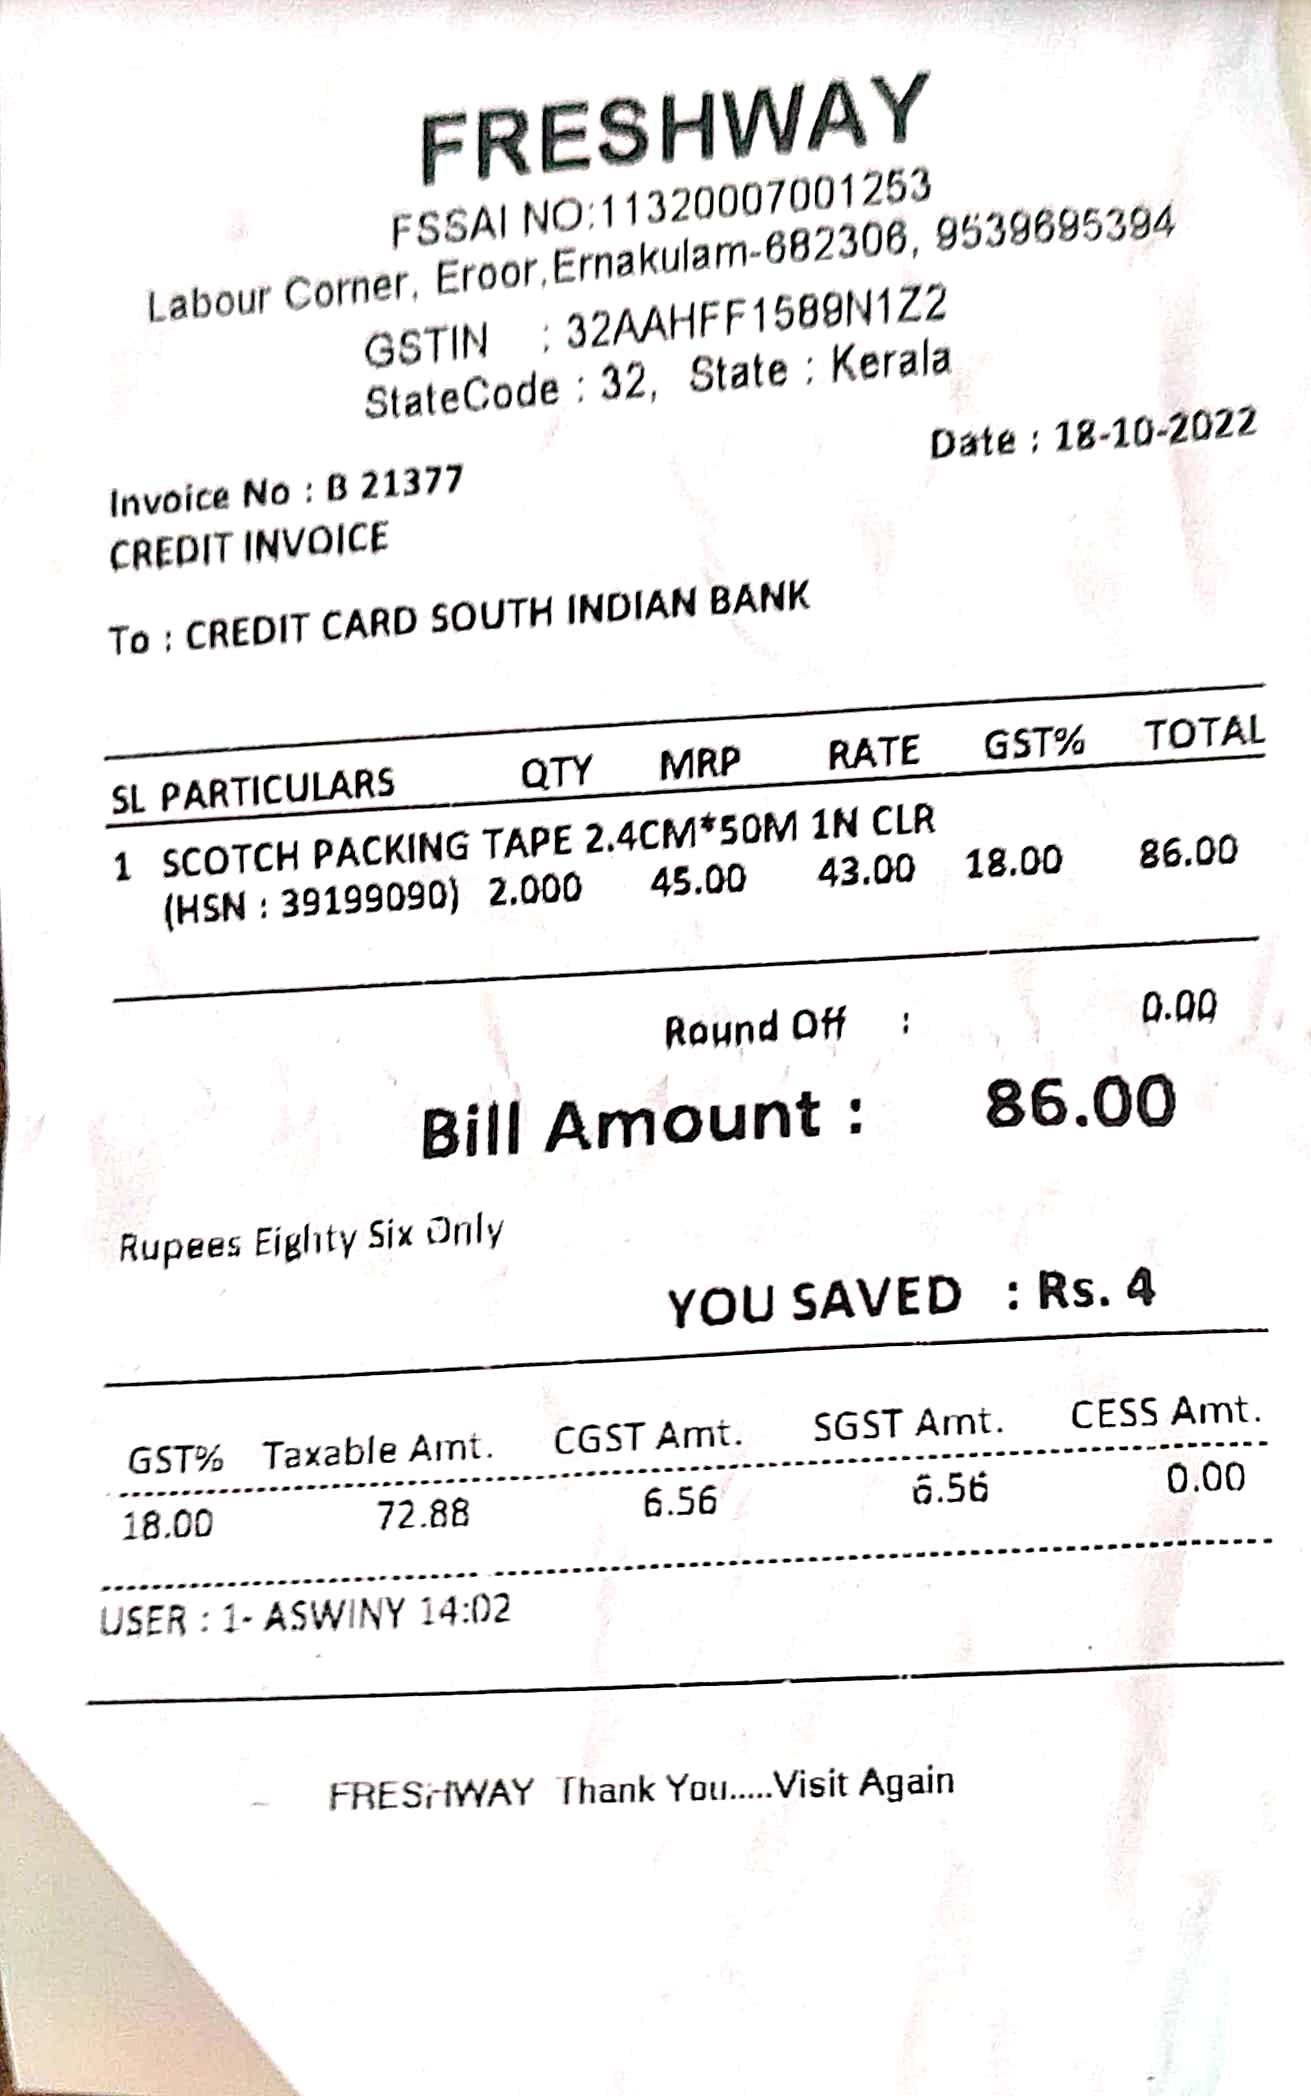 FRESHWAY
FSSAI NO:11320007001253
Labour Corner, Eroor,Ernakulam-682306, 9539695394
GSTIN : 32AAHFF1589N1Z2
StateCode : 32, State : Kerala
Date : 18-10-2022
Invoice No : B 21377
CREDIT INVOICE
To : CREDIT CARD SOUTH INDIAN BANK
SL PARTICULARS QTY MRP RATE GST% TOTAL
1 SCOTCH PACKING TAPE 2.4CM*50M 1N CLR
(HSN : 39199090) 2.000 45.00 43.00 18.00 86.00
Round Off : 0.00
Bill Amount : 86.00
Rupees Eighty Six Only
YOU SAVED : Rs. 4
GST% Taxable Amt. CGST Amt. SGST Amt. CESS Amt.
18.00 72.88 6.56 6.56 0.00
USER : 1- ASWINY 14:02
FRESHWAY Thank You.....Visit Again